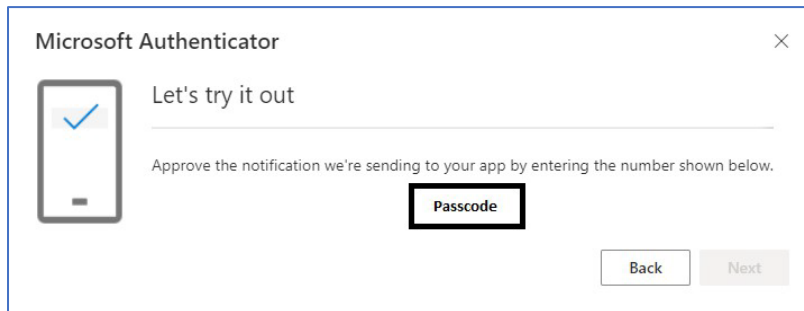 Microsoft Authenticator
Let's try it out
Approve the notification we're sending to your app by entering the number shown below.
Passcode
Back
Next